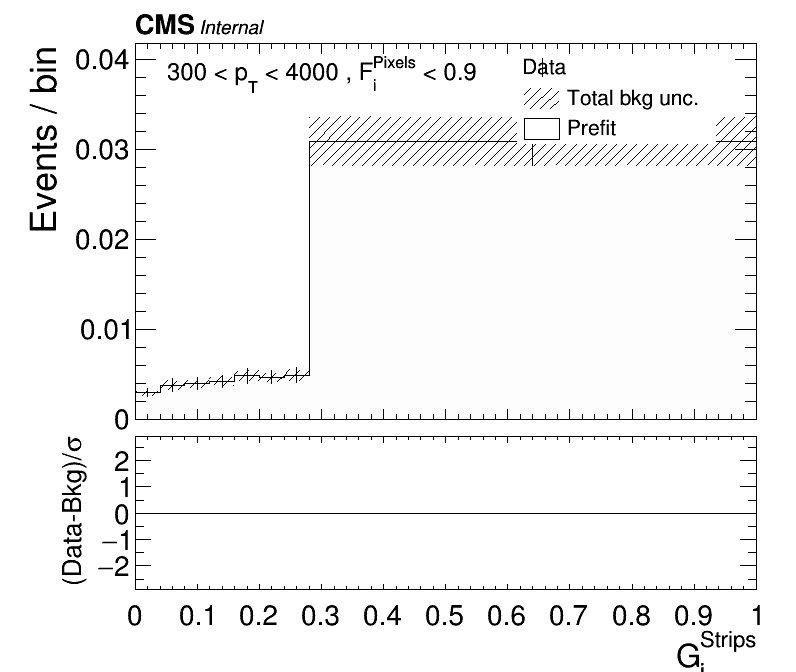 CMS Internal
300 < p_T < 4000 , F_i^Pixels < 0.9
Data
Total bkg unc.
Prefit
Events / bin
0.04
0.03
0.02
0.01
0
(Data-Bkg)/σ
2
1
0
−1
−2
0 0.1 0.2 0.3 0.4 0.5 0.6 0.7 0.8 0.9 1
G_i^Strips